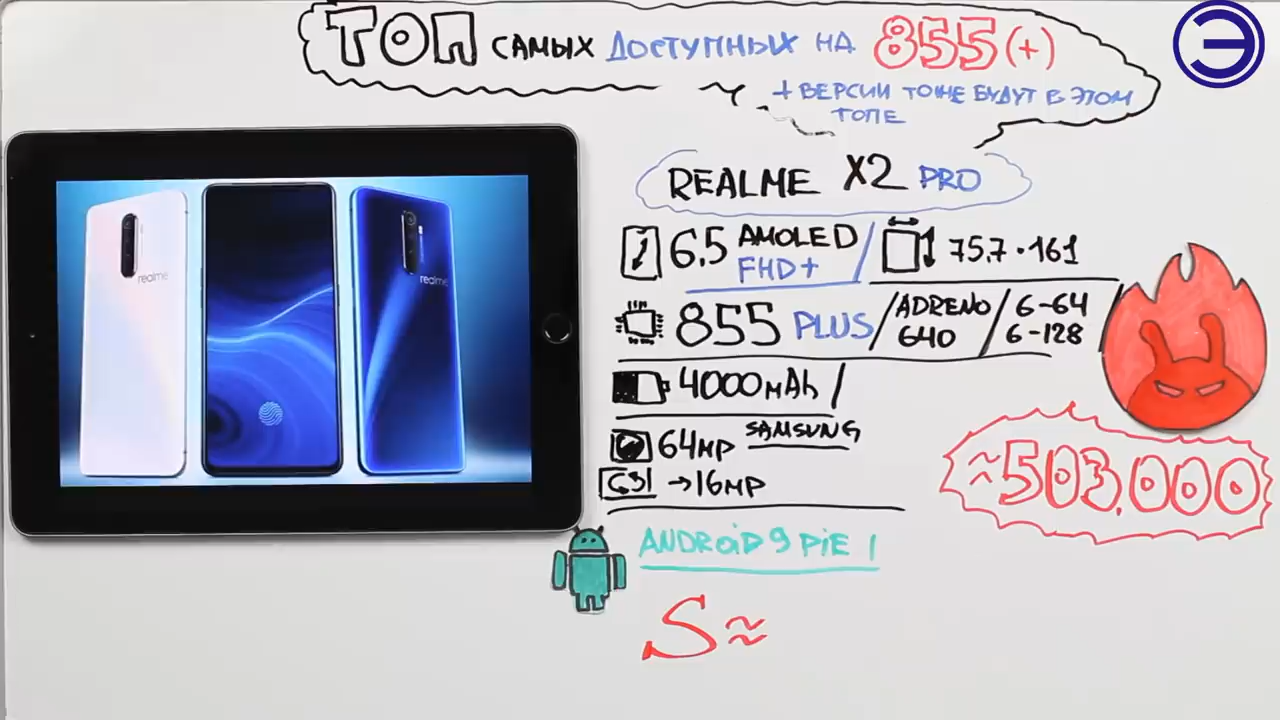 ТОП САМЫХ ДОСТУПНЫХ НА 855(+)
+ ВЕРСИИ ТОЖЕ БУДУТ В ЭТОМ
ТОПЕ
Э
REALME X2 PRO
6.5 AMOLED / 75.7 • 161
FHD+
855 PLUS / ADRENO 640 / 6-64
6-128
4000mAh /
64MP SAMSUNG
→16MP
≈503.000
ANDROID 9 PIE /
S≈
realme
realme